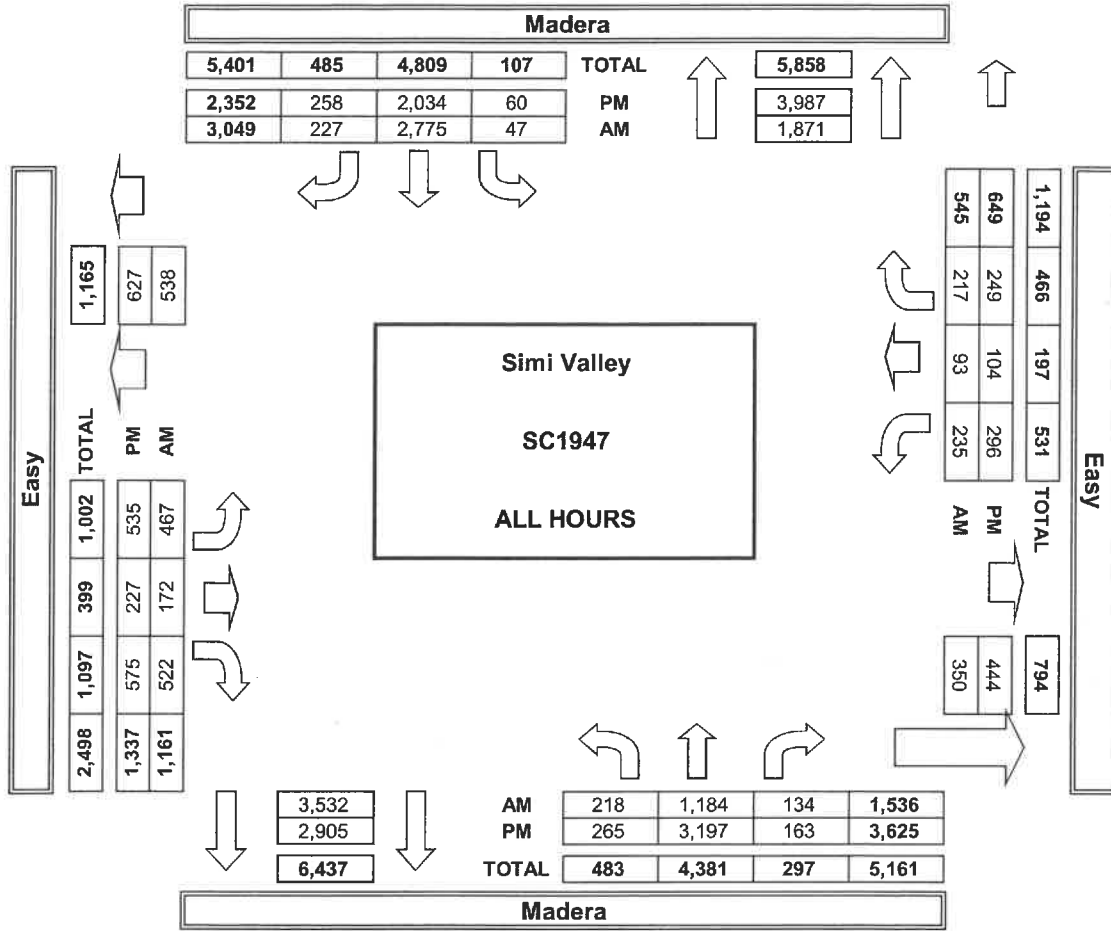 Madera
5,401 485 4,809 107 TOTAL 5,858
2,352 258 2,034 60 PM 3,987
3,049 227 2,775 47 AM 1,871
Easy
1,165
627
538
TOTAL
PM
AM
1,002 399 1,097 2,498
535 227 575 1,337
467 172 522 1,161
Simi Valley
SC1947
ALL HOURS
1,194 466 197 531 TOTAL 794
649 249 104 296 PM 444
545 217 93 235 AM 350
Easy
3,532 AM 218 1,184 134 1,536
2,905 PM 265 3,197 163 3,625
6,437 TOTAL 483 4,381 297 5,161
Madera